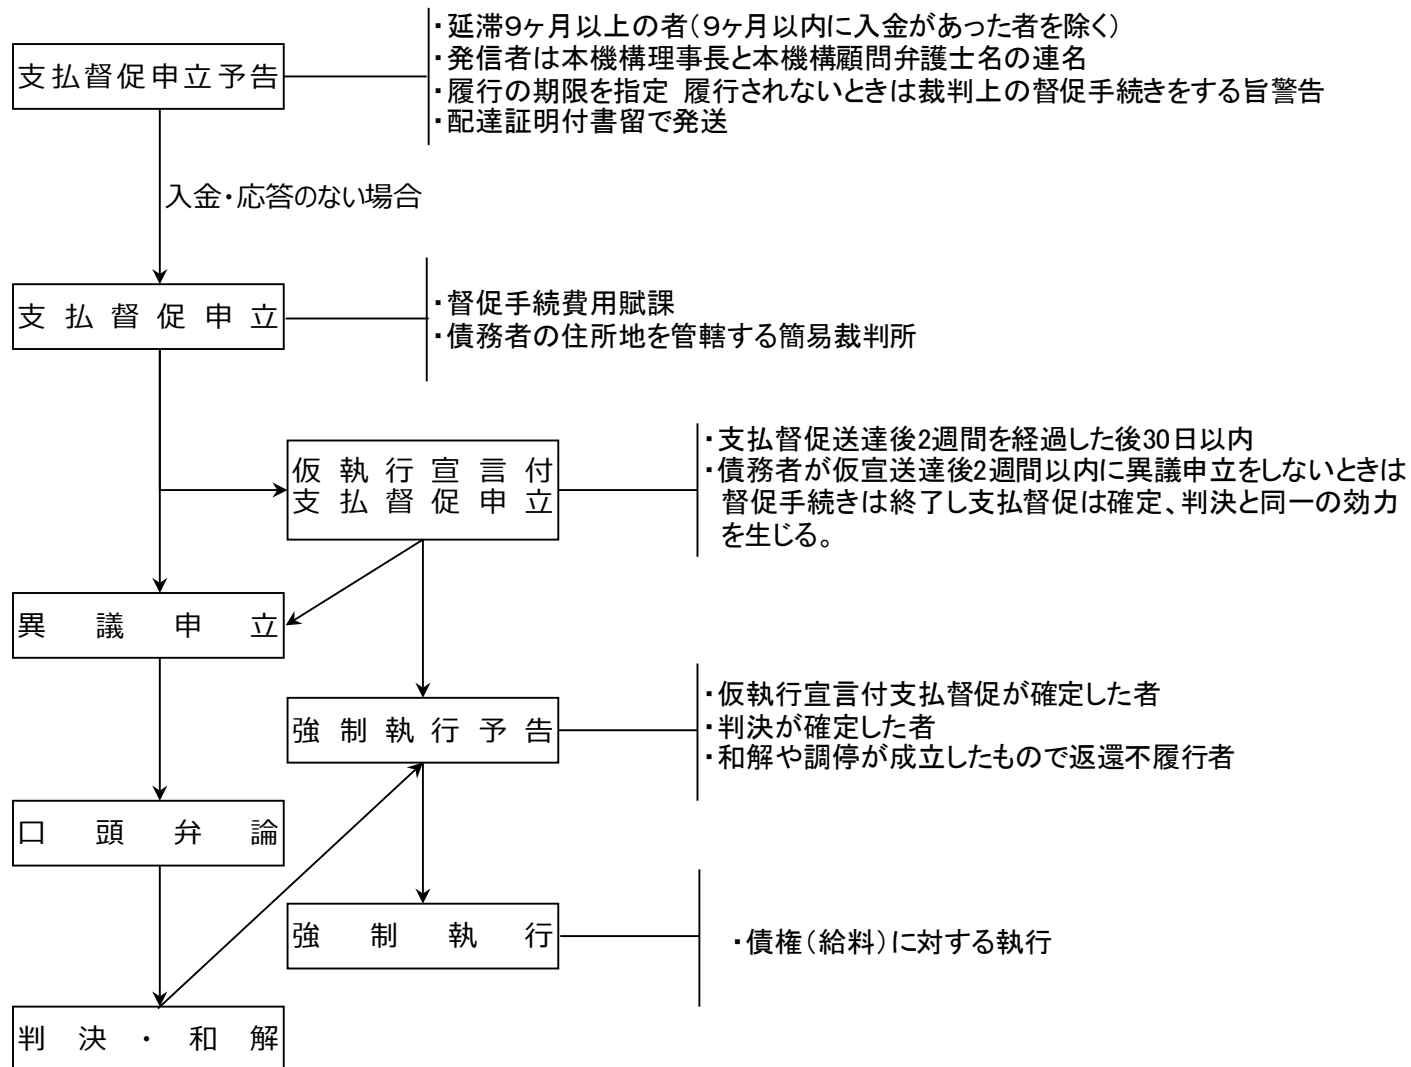 支払督促申立予告
・延滞9ヶ月以上の者(9ヶ月以内に入金があった者を除く)
・発信者は本機構理事長と本機構顧問弁護士名の連名
・履行の期限を指定 履行されないときは裁判上の督促手続きをする旨警告
・配達証明付書留で発送
入金・応答のない場合
支払督促申立
・督促手続費用賦課
・債務者の住所地を管轄する簡易裁判所
仮執行宣言付
支払督促申立
・支払督促送達後2週間を経過した後30日以内
・債務者が仮宣送達後2週間以内に異議申立をしないときは
督促手続きは終了し支払督促は確定、判決と同一の効力
を生じる。
異議申立
強制執行予告
・仮執行宣言付支払督促が確定した者
・判決が確定した者
・和解や調停が成立したもので返還不履行者
口頭弁論
強制執行
・債権(給料)に対する執行
判決・和解